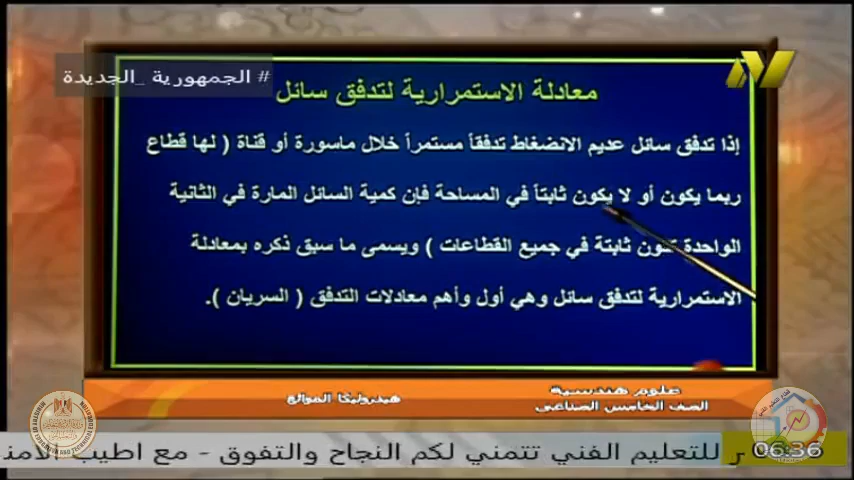 # الجمهورية _الجديدة
معادلة الاستمرارية لتدفق سائل
إذا تدفق سائل عديم الانضغاط تدفقاً مستمراً خلال ماسورة أو قناة ( لها قطاع
ربما يكون أو لا يكون ثابتاً في المساحة فإن كمية السائل المارة في الثانية
الواحدة تكون ثابتة في جميع القطاعات ) ويسمى ما سبق ذكره بمعادلة
الاستمرارية لتدفق سائل وهي أول وأهم معادلات التدفق ( السريان ).
علوم هندسية
الصف الخامس الصناعى
هيدروليكا الموائع
ر للتعليم الفني تتمني لكم النجاح والتفوق - مع اطيب الامن
06:36